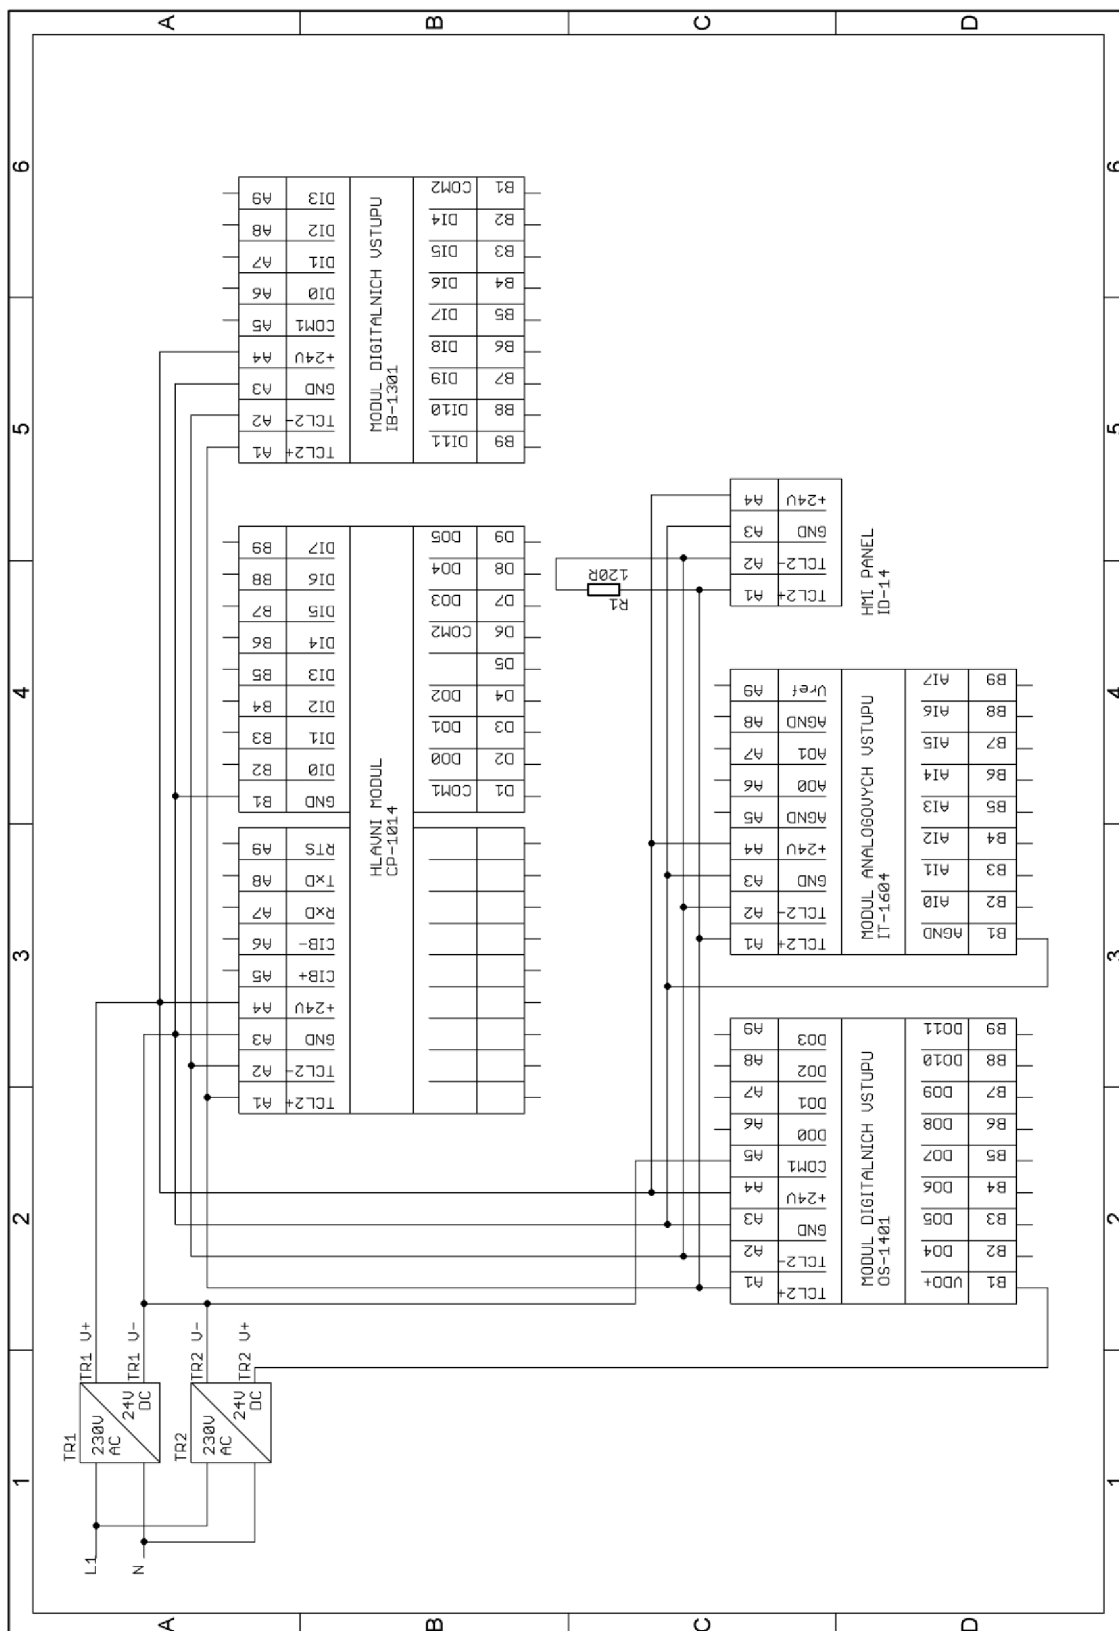 A
B
C
D
6
5
4
3
2
1
6
5
4
3
2
1
A
B
C
D
L1
N
TR1
230V
AC
24V
DC
TR1 V+
TR1 V-
TR2
230V
AC
24V
DC
TR2 V-
TR2 V+
A1 TCL2+
A2 TCL2-
A3 GND
A4 +24V
A5 CIB+
A6 CIB-
A7 RxD
A8 TxD
A9 RTS
B1 GND
B2 DI0
B3 DI1
B4 DI2
B5 DI3
B6 DI4
B7 DI5
B8 DI6
B9 DI7
HLAVNI MODUL
CP-1014
D1 COM1
D2 DO0
D3 DO1
D4 DO2
D5
D6 COM2
D7 DO3
D8 DO4
D9 DO5
A1 TCL2+
A2 TCL2-
A3 GND
A4 +24V
A5 COM1
A6 DI0
A7 DI1
A8 DI2
A9 DI3
MODUL DIGITALNICH VSTUPU
IB-1301
B9 DI11
B8 DI10
B7 DI9
B6 DI8
B5 DI7
B4 DI6
B3 DI5
B2 DI4
B1 COM2
A1 TCL2+
A2 TCL2-
A3 GND
A4 +24V
A5 COM1
A6 DO0
A7 DO1
A8 DO2
A9 DO3
MODUL DIGITALNICH VSTUPU
OS-1401
B1 VDO+
B2 DO4
B3 DO5
B4 DO6
B5 DO7
B6 DO8
B7 DO9
B8 DO10
B9 DO11
A1 TCL2+
A2 TCL2-
A3 GND
A4 +24V
A5 AGND
A6 AO0
A7 AO1
A8 AGND
A9 Vref
MODUL ANALOGOVYCH VSTUPU
IT-1604
B1 AGND
B2 AI0
B3 AI1
B4 AI2
B5 AI3
B6 AI4
B7 AI5
B8 AI6
B9 AI7
R1
120R
A1 TCL2+
A2 TCL2-
A3 GND
A4 +24V
HMI PANEL
ID-14